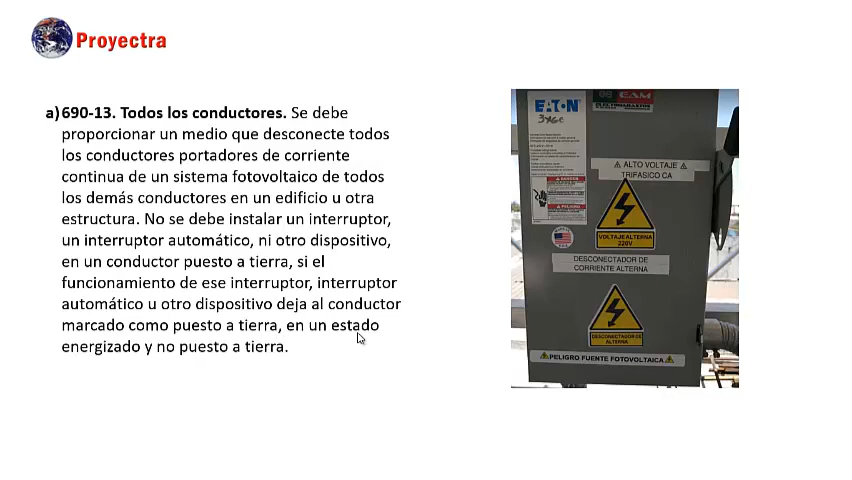 Proyectra
a) 690-13. Todos los conductores. Se debe
proporcionar un medio que desconecte todos
los conductores portadores de corriente
continua de un sistema fotovoltaico de todos
los demás conductores en un edificio u otra
estructura. No se debe instalar un interruptor,
un interruptor automático, ni otro dispositivo,
en un conductor puesto a tierra, si el
funcionamiento de ese interruptor, interruptor
automático u otro dispositivo deja al conductor
marcado como puesto a tierra, en un estado
energizado y no puesto a tierra.
EATON
3x60
EAM
DANGER
PELIGRO
ALTO VOLTAJE
TRIFASICO CA
VOLTAJE ALTERNA
220V
DESCONECTADOR DE
CORRIENTE ALTERNA
DESCONECTADOR DE
ALTERNA
PELIGRO FUENTE FOTOVOLTAICA